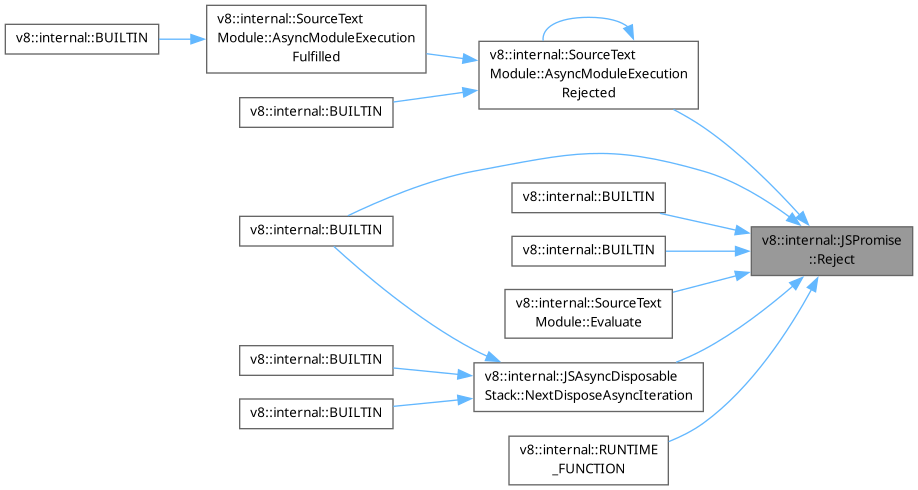 v8::internal::BUILTIN
v8::internal::SourceText
Module::AsyncModuleExecution
Fulfilled
v8::internal::SourceText
Module::AsyncModuleExecution
Rejected
v8::internal::BUILTIN
v8::internal::BUILTIN
v8::internal::BUILTIN
v8::internal::BUILTIN
v8::internal::JSPromise
::Reject
v8::internal::SourceText
Module::Evaluate
v8::internal::BUILTIN
v8::internal::JSAsyncDisposable
Stack::NextDisposeAsyncIteration
v8::internal::BUILTIN
v8::internal::RUNTIME
_FUNCTION